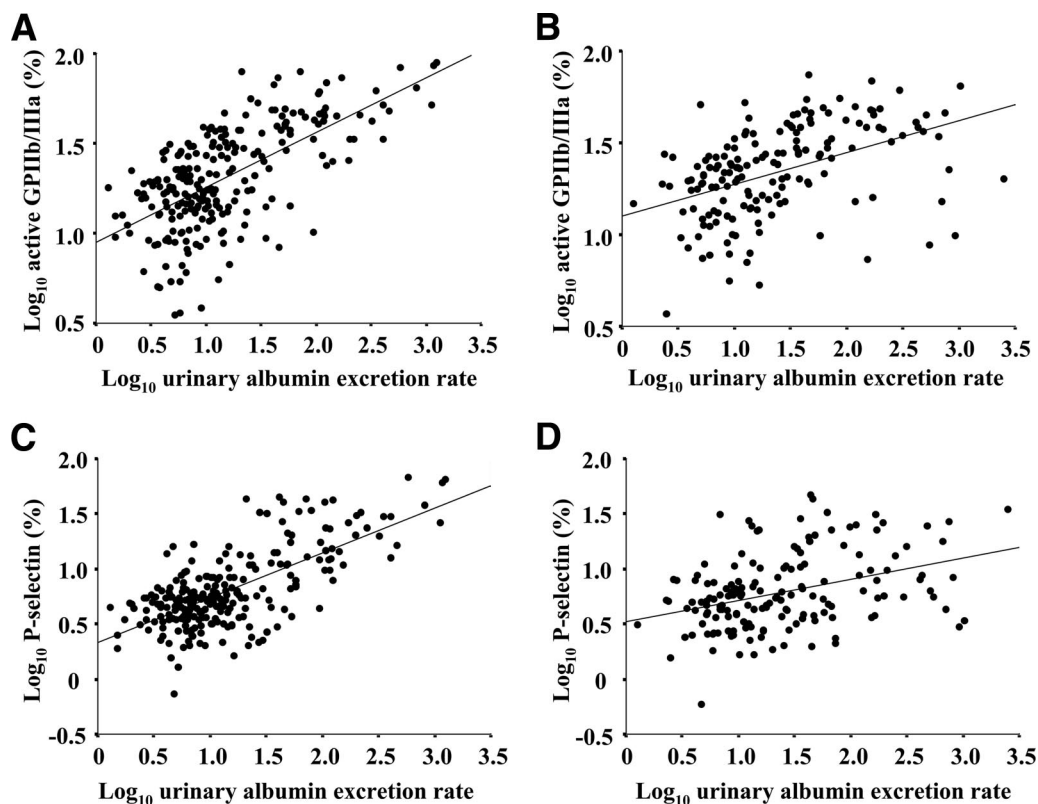 A
B
Log10 active GPIIb/IIIa (%)
2.0
1.5
1.0
0.5
0 0.5 1.0 1.5 2.0 2.5 3.0 3.5
Log10 urinary albumin excretion rate
Log10 active GPIIb/IIIa (%)
2.0
1.5
1.0
0.5
0 0.5 1.0 1.5 2.0 2.5 3.0 3.5
Log10 urinary albumin excretion rate
C
D
Log10 P-selectin (%)
2.0
1.5
1.0
0.5
0
-0.5
0 0.5 1.0 1.5 2.0 2.5 3.0 3.5
Log10 urinary albumin excretion rate
Log10 P-selectin (%)
2.0
1.5
1.0
0.5
0
-0.5
0 0.5 1.0 1.5 2.0 2.5 3.0 3.5
Log10 urinary albumin excretion rate